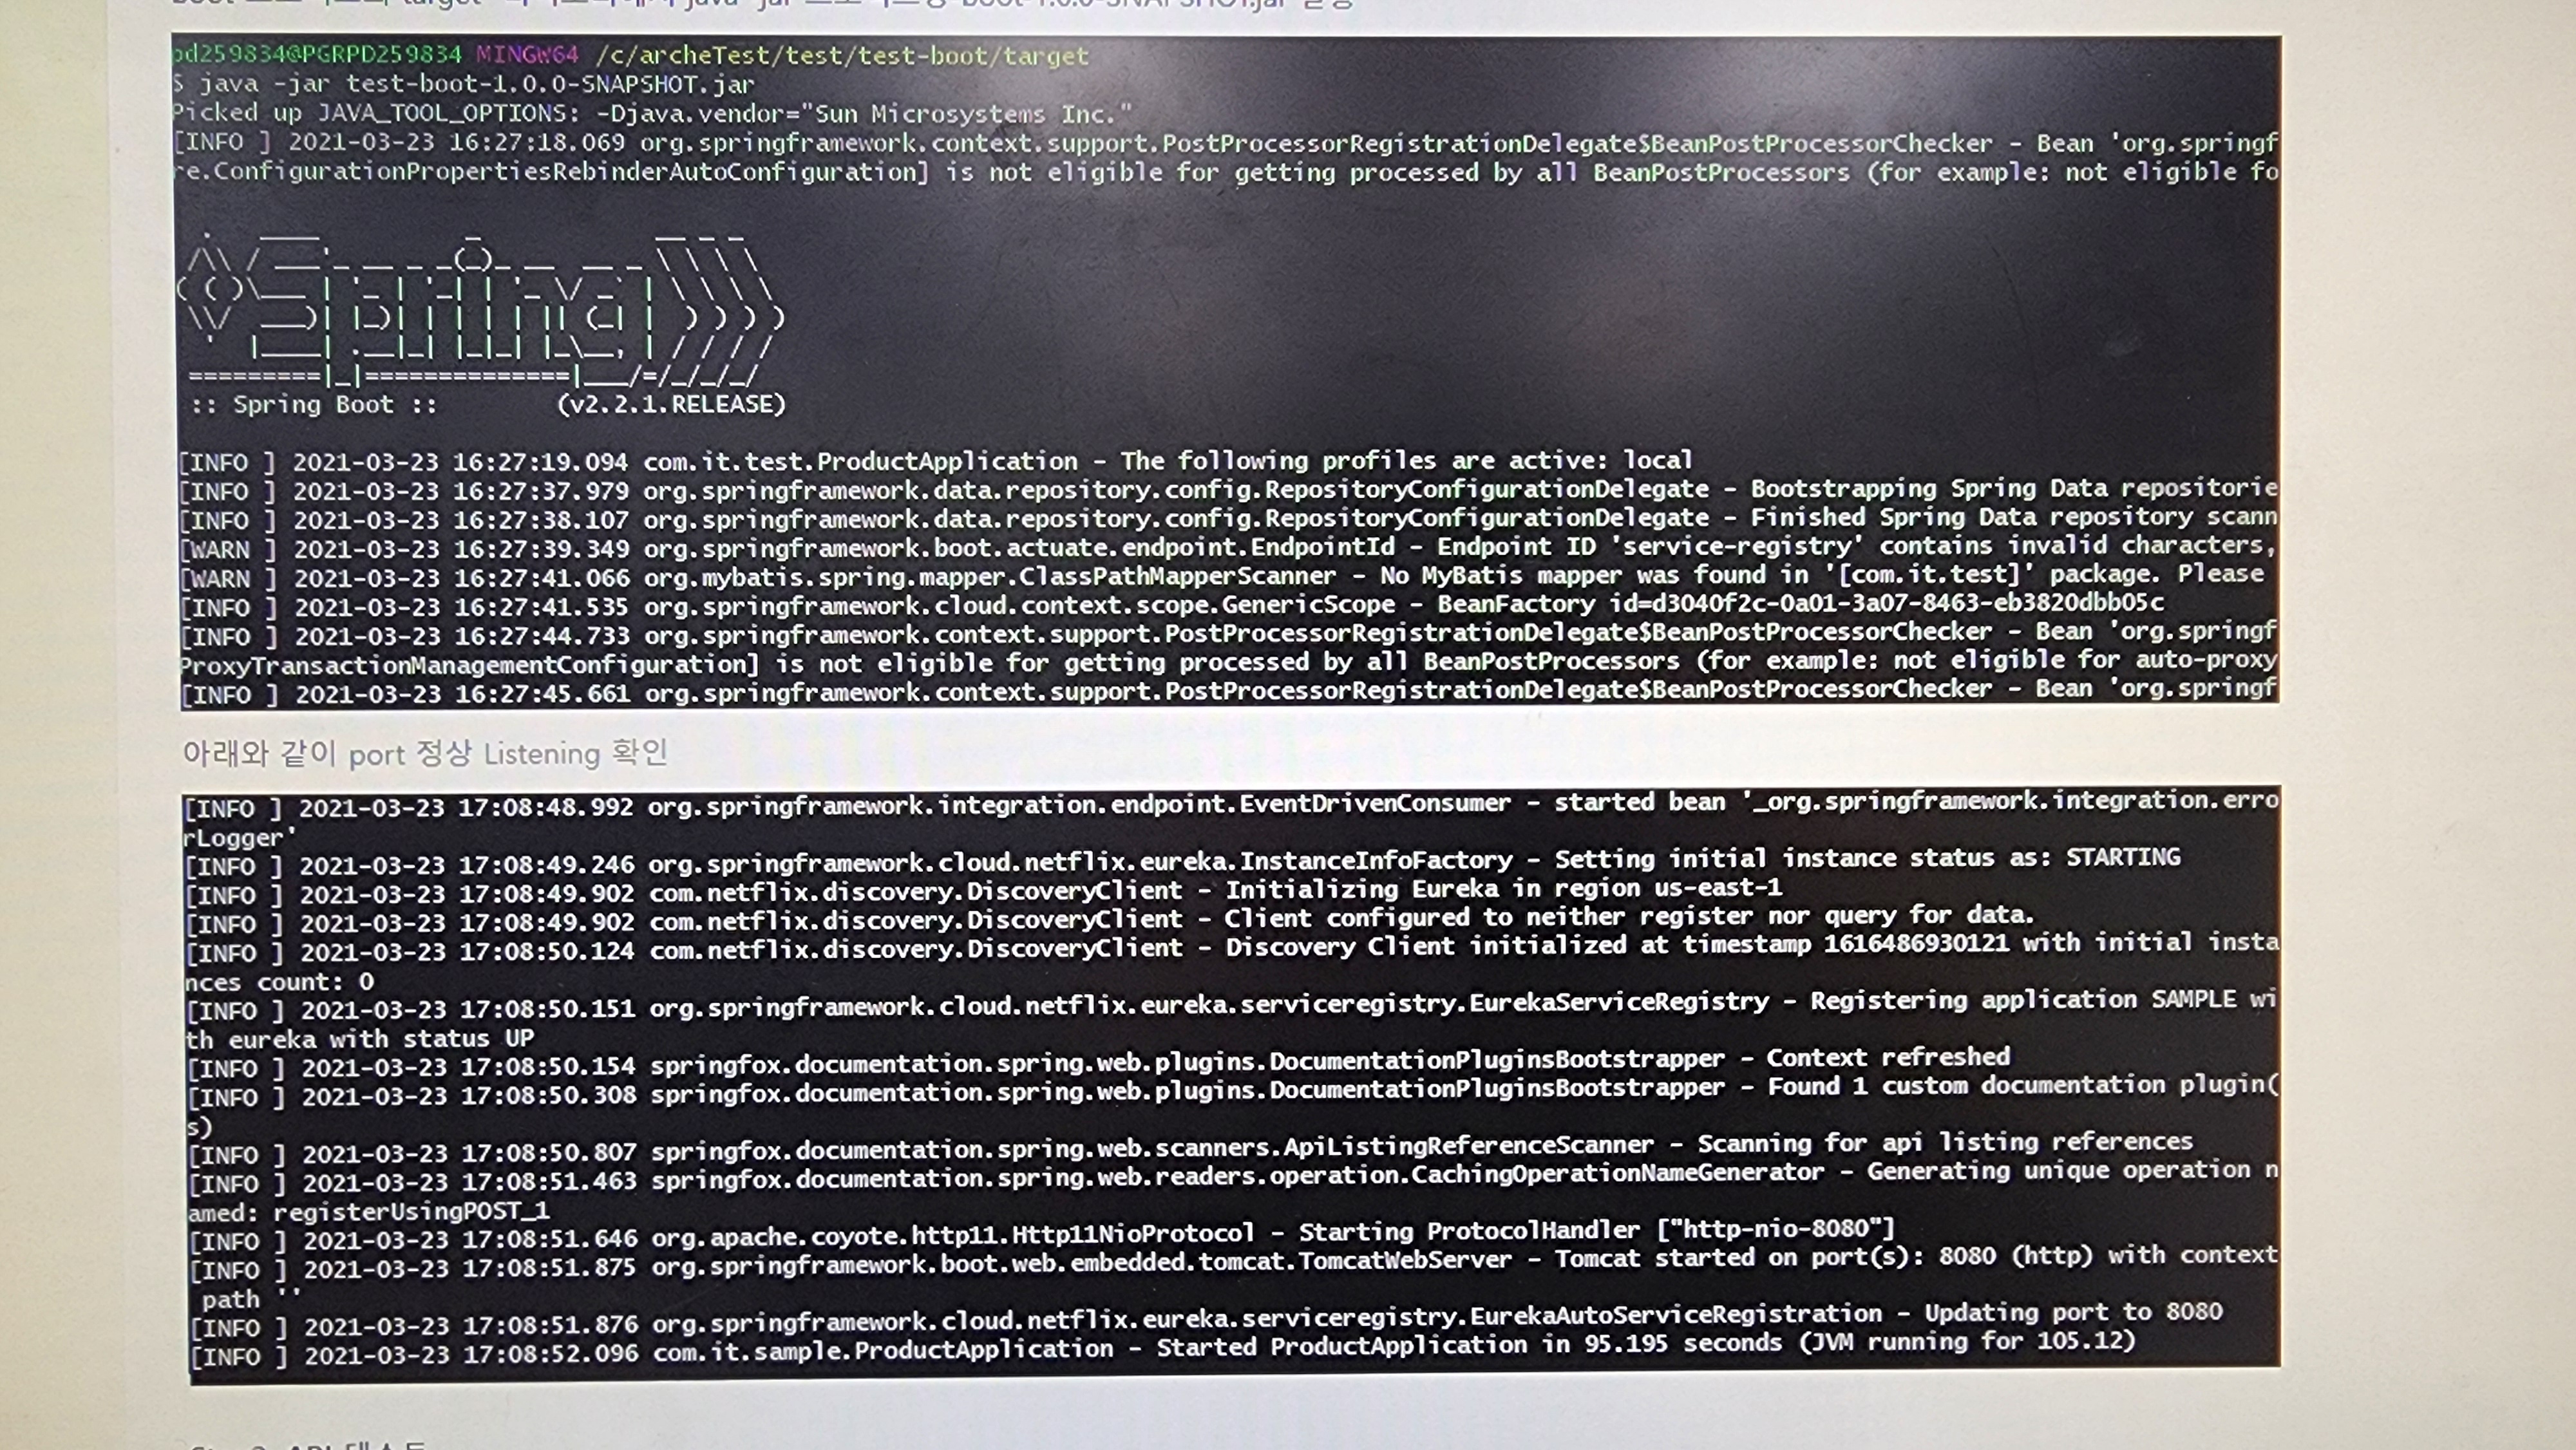 java -jar 프로젝트명-boot-1.0.0-SNAPSHOT.jar 실행
pd259834@PGRPD259834 MINGW64 /c/archeTest/test/test-boot/target
$ java -jar test-boot-1.0.0-SNAPSHOT.jar
Picked up JAVA_TOOL_OPTIONS: -Djava.vendor="Sun Microsystems Inc."
[INFO ] 2021-03-23 16:27:18.069 org.springframework.context.support.PostProcessorRegistrationDelegate$BeanPostProcessorChecker - Bean 'org.springf
re.ConfigurationPropertiesRebinderAutoConfiguration] is not eligible for getting processed by all BeanPostProcessors (for example: not eligible fo
Spring
:: Spring Boot :: (v2.2.1.RELEASE)
[INFO ] 2021-03-23 16:27:19.094 com.it.test.ProductApplication - The following profiles are active: local
[INFO ] 2021-03-23 16:27:37.979 org.springframework.data.repository.config.RepositoryConfigurationDelegate - Bootstrapping Spring Data repositorie
[INFO ] 2021-03-23 16:27:38.107 org.springframework.data.repository.config.RepositoryConfigurationDelegate - Finished Spring Data repository scann
[WARN ] 2021-03-23 16:27:39.349 org.springframework.boot.actuate.endpoint.EndpointId - Endpoint ID 'service-registry' contains invalid characters,
[WARN ] 2021-03-23 16:27:41.066 org.mybatis.spring.mapper.ClassPathMapperScanner - No MyBatis mapper was found in '[com.it.test]' package. Please
[INFO ] 2021-03-23 16:27:41.535 org.springframework.cloud.context.scope.GenericScope - BeanFactory id=d3040f2c-0a01-3a07-8463-eb3820dbb05c
[INFO ] 2021-03-23 16:27:44.733 org.springframework.context.support.PostProcessorRegistrationDelegate$BeanPostProcessorChecker - Bean 'org.springf
ProxyTransactionManagementConfiguration] is not eligible for getting processed by all BeanPostProcessors (for example: not eligible for auto-proxy
[INFO ] 2021-03-23 16:27:45.661 org.springframework.context.support.PostProcessorRegistrationDelegate$BeanPostProcessorChecker - Bean 'org.springf
아래와 같이 port 정상 Listening 확인
[INFO ] 2021-03-23 17:08:48.992 org.springframework.integration.endpoint.EventDrivenConsumer - started bean '_org.springframework.integration.erro
rLogger'
[INFO ] 2021-03-23 17:08:49.246 org.springframework.cloud.netflix.eureka.InstanceInfoFactory - Setting initial instance status as: STARTING
[INFO ] 2021-03-23 17:08:49.902 com.netflix.discovery.DiscoveryClient - Initializing Eureka in region us-east-1
[INFO ] 2021-03-23 17:08:49.902 com.netflix.discovery.DiscoveryClient - Client configured to neither register nor query for data.
[INFO ] 2021-03-23 17:08:50.124 com.netflix.discovery.DiscoveryClient - Discovery Client initialized at timestamp 1616486930121 with initial insta
nces count: 0
[INFO ] 2021-03-23 17:08:50.151 org.springframework.cloud.netflix.eureka.serviceregistry.EurekaServiceRegistry - Registering application SAMPLE wi
th eureka with status UP
[INFO ] 2021-03-23 17:08:50.154 springfox.documentation.spring.web.plugins.DocumentationPluginsBootstrapper - Context refreshed
[INFO ] 2021-03-23 17:08:50.308 springfox.documentation.spring.web.plugins.DocumentationPluginsBootstrapper - Found 1 custom documentation plugin(
s)
[INFO ] 2021-03-23 17:08:50.807 springfox.documentation.spring.web.scanners.ApiListingReferenceScanner - Scanning for api listing references
[INFO ] 2021-03-23 17:08:51.463 springfox.documentation.spring.web.readers.operation.CachingOperationNameGenerator - Generating unique operation n
amed: registerUsingPOST_1
[INFO ] 2021-03-23 17:08:51.646 org.apache.coyote.http11.Http11NioProtocol - Starting ProtocolHandler ["http-nio-8080"]
[INFO ] 2021-03-23 17:08:51.875 org.springframework.boot.web.embedded.tomcat.TomcatWebServer - Tomcat started on port(s): 8080 (http) with context
path ''
[INFO ] 2021-03-23 17:08:51.876 org.springframework.cloud.netflix.eureka.serviceregistry.EurekaAutoServiceRegistration - Updating port to 8080
[INFO ] 2021-03-23 17:08:52.096 com.it.sample.ProductApplication - Started ProductApplication in 95.195 seconds (JVM running for 105.12)